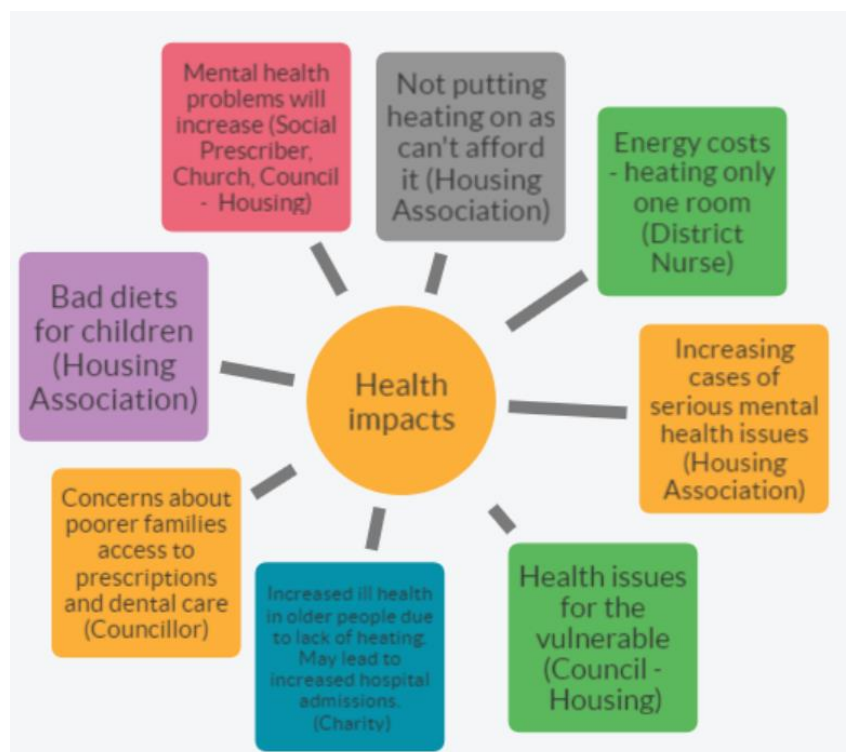 Mental health
problems will
increase (Social
Prescriber,
Church, Council
- Housing)
Not putting
heating on as
can't afford
it (Housing
Association)
Energy costs
- heating only
one room
(District
Nurse)
Bad diets
for children
(Housing
Association)
Health
impacts
Increasing
cases of
serious mental
health issues
(Housing
Association)
Concerns about
poorer families
access to
prescriptions
and dental care
(Councillor)
Increased ill health
in older people due
to lack of heating.
May lead to
increased hospital
admissions.
(Charity)
Health issues
for the
vulnerable
(Council -
Housing)